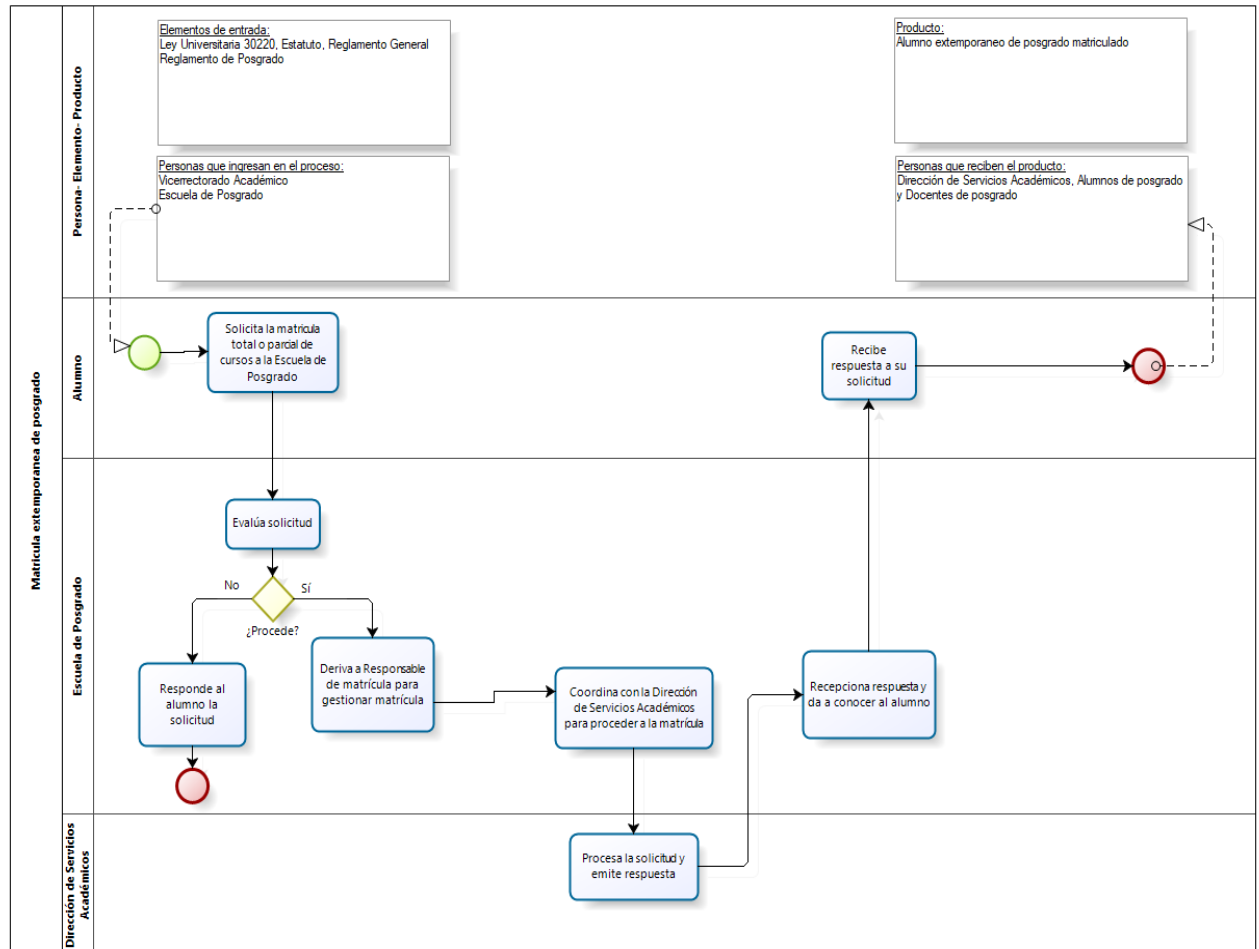 Matricula extemporanea de posgrado
Persona- Elemento- Producto
Elementos de entrada:
Ley Universitaria 30220, Estatuto, Reglamento General
Reglamento de Posgrado
Producto:
Alumno extemporaneo de posgrado matriculado
Personas que ingresan en el proceso:
Vicerrectorado Académico
Escuela de Posgrado
Personas que reciben el producto:
Dirección de Servicios Académicos, Alumnos de posgrado
y Docentes de posgrado
Alumno
Solicita la matricula
total o parcial de
cursos a la Escuela de
Posgrado
Recibe
respuesta a su
solicitud
Escuela de Posgrado
Evalúa solicitud
No
Sí
¿Procede?
Responde al
alumno la
solicitud
Deriva a Responsable
de matrícula para
gestionar matrícula
Coordina con la Dirección
de Servicios Académicos
para proceder a la matrícula
Recepciona respuesta y
da a conocer al alumno
Dirección de Servicios
Académicos
Procesa la solicitud y
emite respuesta